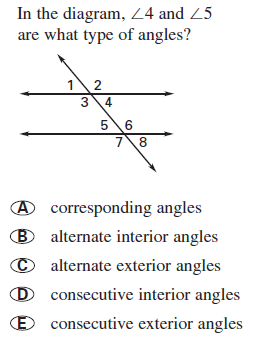 In the diagram, ∠4 and ∠5
are what type of angles?
1 2
3 4
5 6
7 8
A corresponding angles
B alternate interior angles
C alternate exterior angles
D consecutive interior angles
E consecutive exterior angles